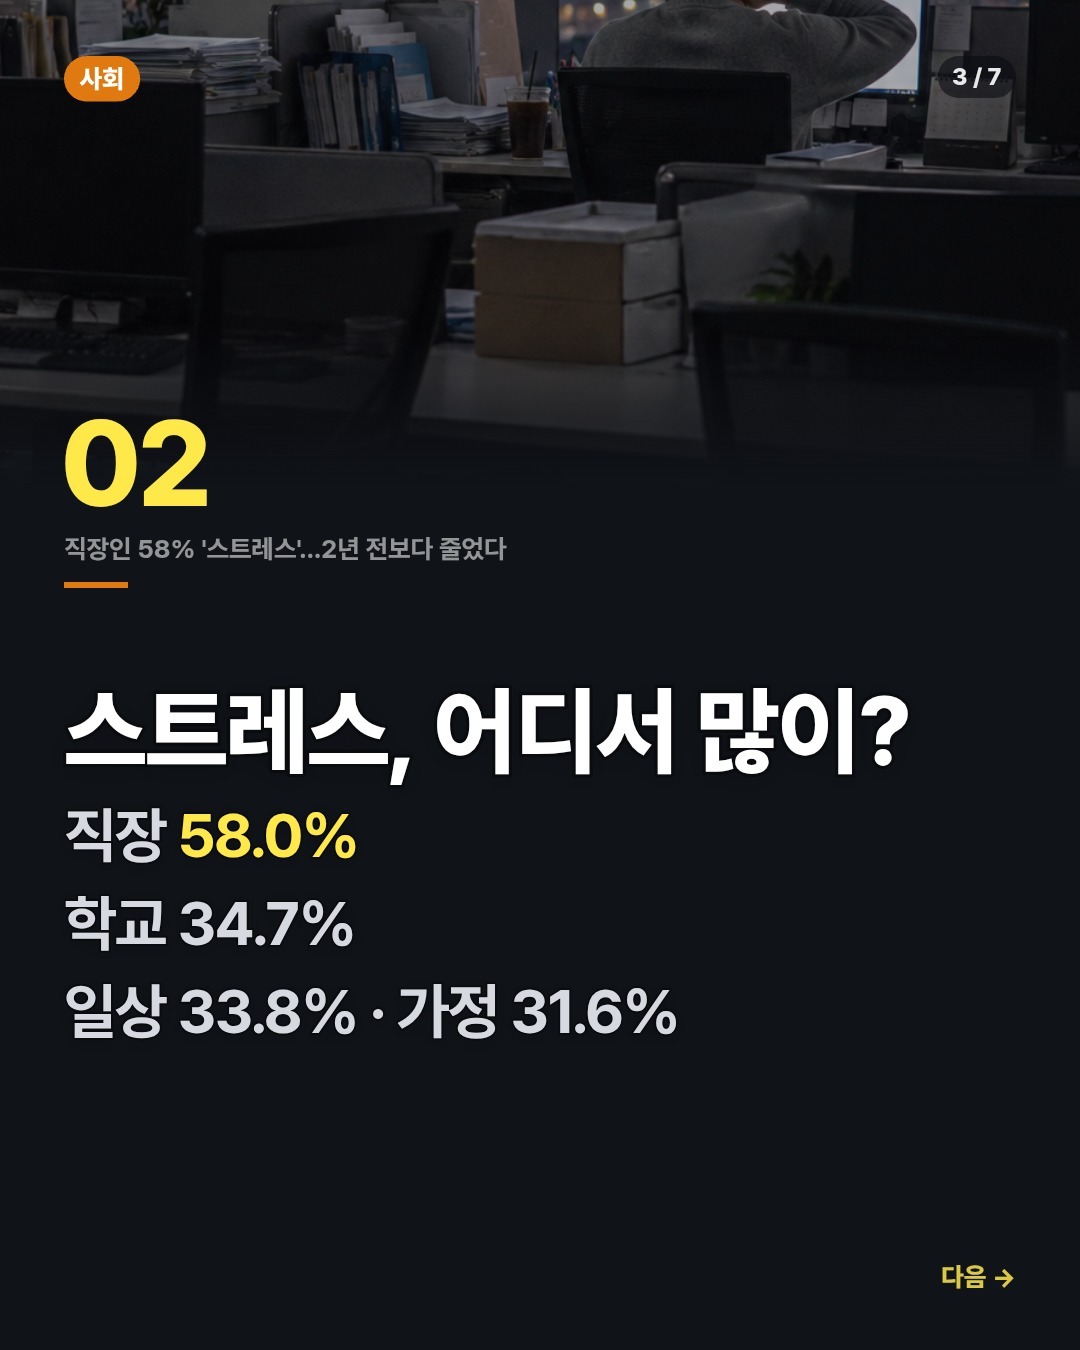 사회
3 / 7
02
직장인 58% '스트레스'...2년 전보다 줄었다
스트레스, 어디서 많이?
직장 58.0%
학교 34.7%
일상 33.8% · 가정 31.6%
다음 →